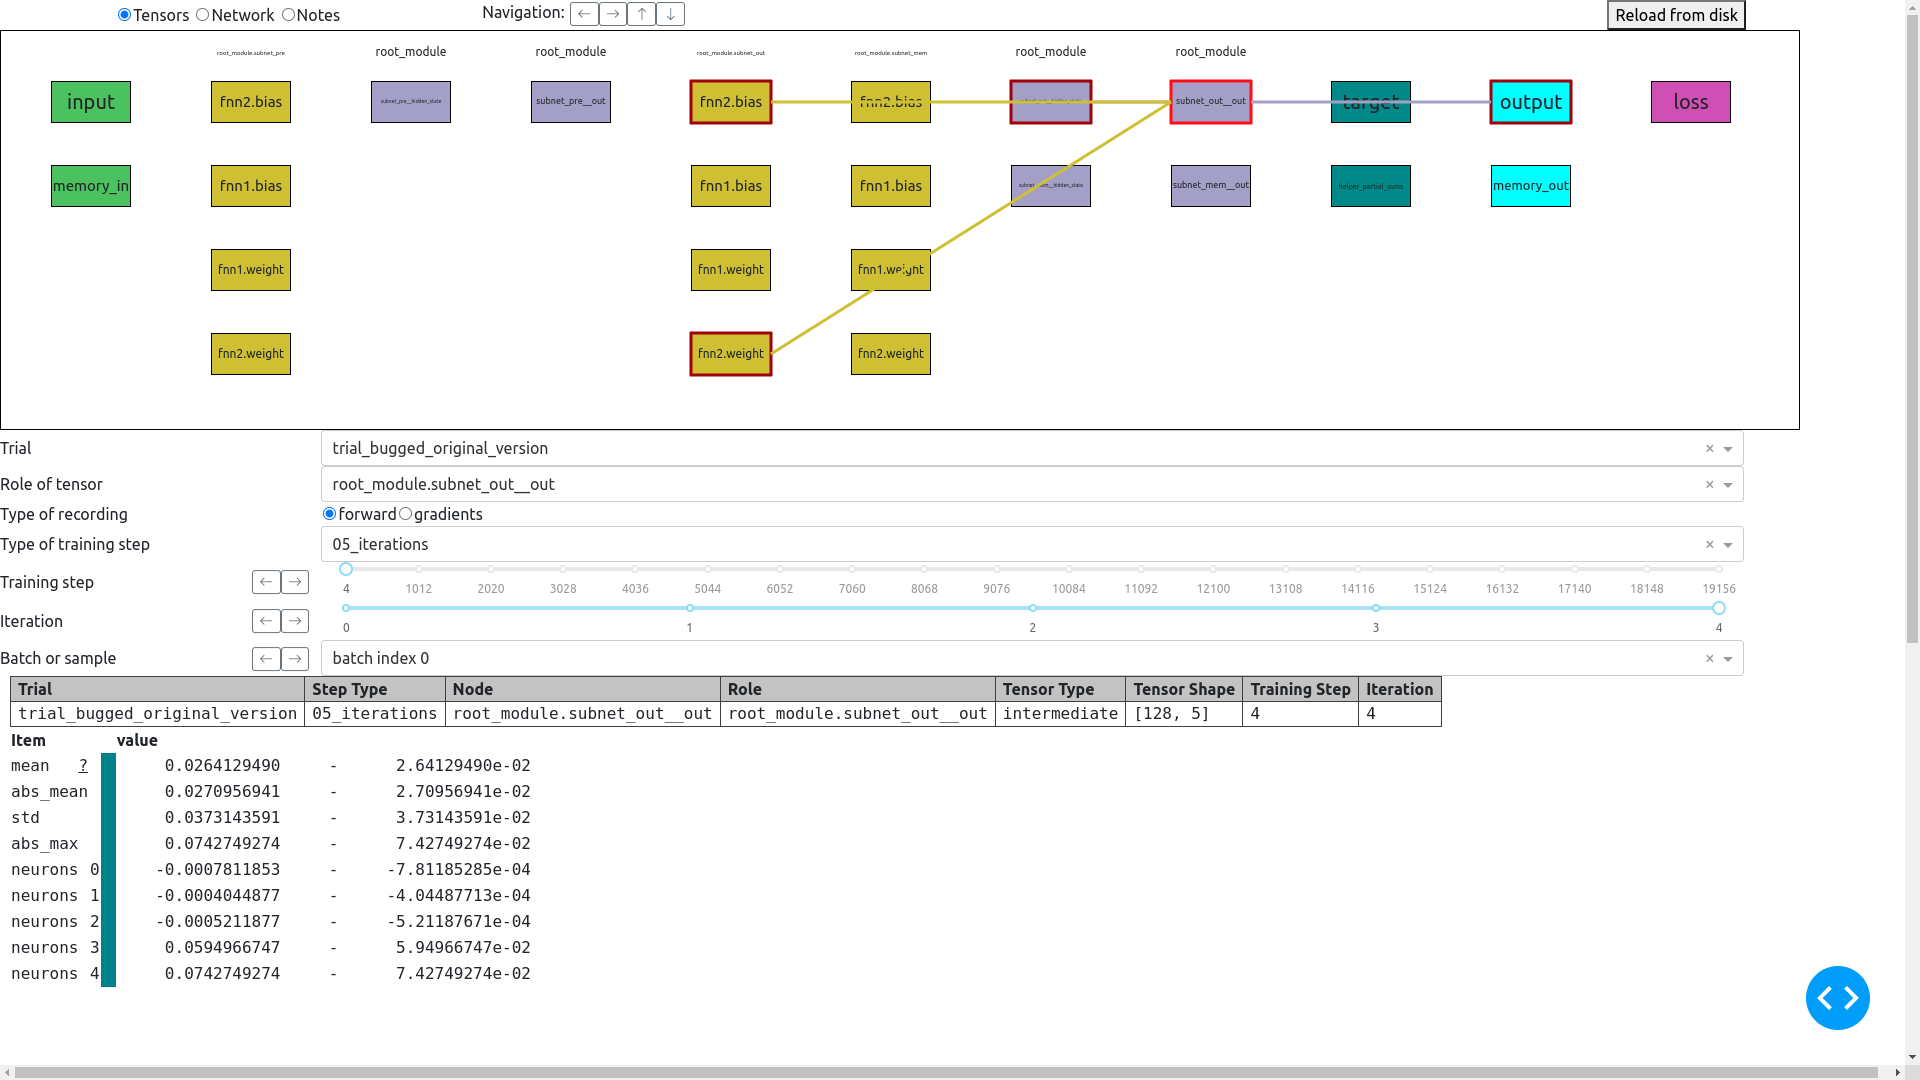 Tensors Network Notes Navigation: ← → ↑ ↓ Reload from disk
root_module.subnet_pre root_module root_module root_module.subnet_out root_module.subnet_mem root_module root_module
input fnn2.bias subnet_pre__hidden_state subnet_pre__out fnn2.bias fnn2.bias subnet_out__out target output loss
memory_in fnn1.bias fnn1.bias fnn1.bias subnet_mem__hidden_state subnet_mem__out helper_partial_sums memory_out
fnn1.weight fnn1.weight fnn1.weight
fnn2.weight fnn2.weight fnn2.weight
Trial trial_bugged_original_version × 
Role of tensor root_module.subnet_out__out ×
Type of recording forward gradients
Type of training step 05_iterations ×
Training step ← → 4 1012 2020 3028 4036 5044 6052 7060 8068 9076 10084 11092 12100 13108 14116 15124 16132 17140 18148 19156
Iteration ← → 0 1 2 3 4
Batch or sample ← → batch index 0 ×
Trial Step Type Node Role Tensor Type Tensor Shape Training Step Iteration
trial_bugged_original_version 05_iterations root_module.subnet_out__out root_module.subnet_out__out intermediate [128, 5] 4 4
Item value
mean ? 0.0264129490 - 2.64129490e-02
abs_mean 0.0270956941 - 2.70956941e-02
std 0.0373143591 - 3.73143591e-02
abs_max 0.0742749274 - 7.42749274e-02
neurons 0 -0.0007811853 - -7.81185285e-04
neurons 1 -0.0004044877 - -4.04487713e-04
neurons 2 -0.0005211877 - -5.21187671e-04
neurons 3 0.0594966747 - 5.94966747e-02
neurons 4 0.0742749274 - 7.42749274e-02